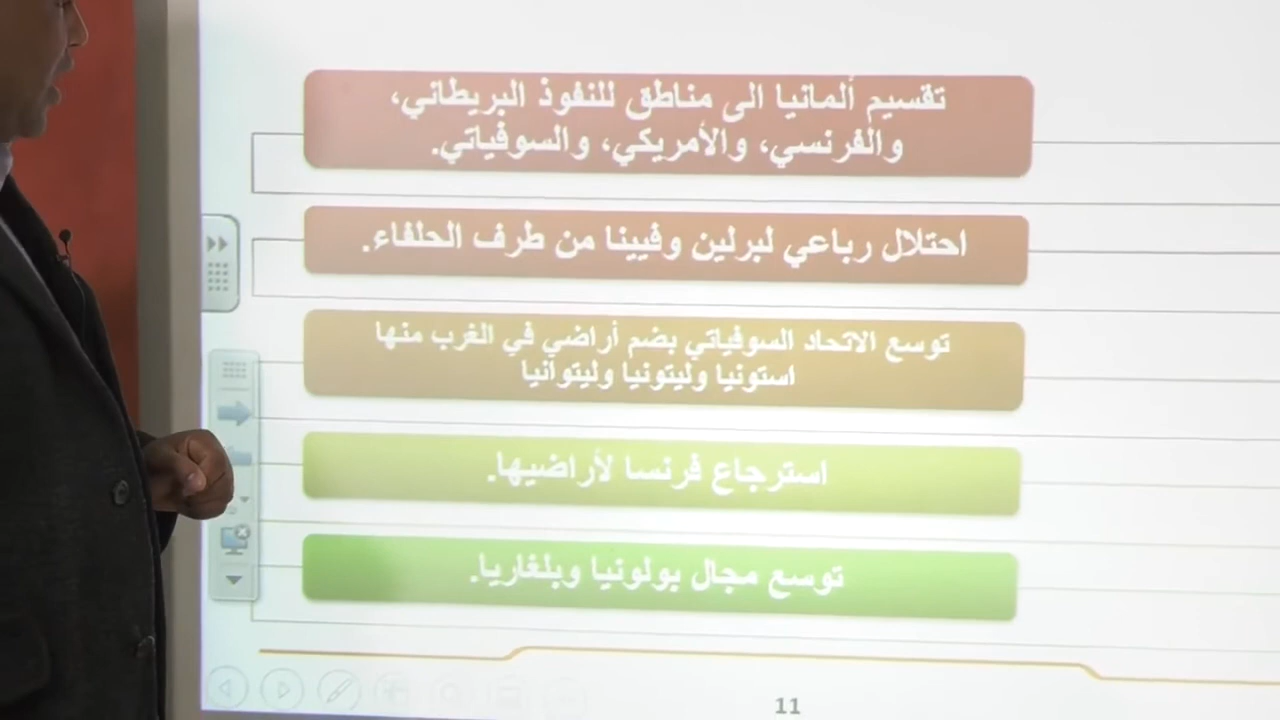 تقسيم ألمانيا الى مناطق للنفوذ البريطاني،
والفرنسي، والأمريكي، والسوفياتي.
احتلال رباعي لبرلين وفيينا من طرف الحلفاء.
توسع الاتحاد السوفياتي بضم أراضي في الغرب منها
استونيا وليتونيا وليتوانيا
استرجاع فرنسا لأراضيها.
توسع مجال بولونيا وبلغاريا.
11